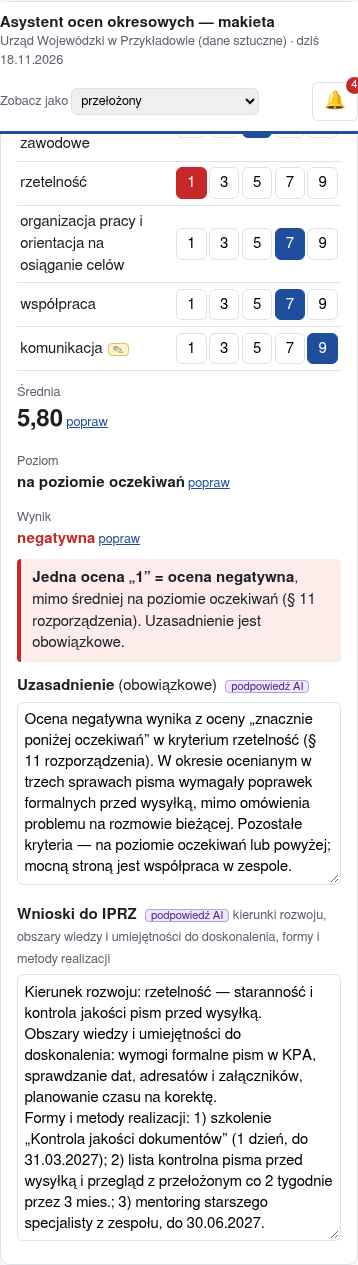 Asystent ocen okresowych — makieta
Urząd Wojewódzki w Przykładowie (dane sztuczne) · dziś
18.11.2026
Zobacz jako przełożony
4
zawodowe
rzetelność 1 3 5 7 9
organizacja pracy i
orientacja na
osiąganie celów
1 3 5 7 9
współpraca 1 3 5 7 9
komunikacja 1 3 5 7 9
Średnia
5,80 popraw
Poziom
na poziomie oczekiwań popraw
Wynik
negatywna popraw
Jedna ocena „1” = ocena negatywna,
mimo średniej na poziomie oczekiwań (§ 11
rozporządzenia). Uzasadnienie jest
obowiązkowe.
Uzasadnienie (obowiązkowe) podpowiedź AI
Ocena negatywna wynika z oceny „znacznie
poniżej oczekiwań” w kryterium rzetelność (§
11 rozporządzenia). W okresie ocenianym w
trzech sprawach pisma wymagały poprawek
formalnych przed wysyłką, mimo omówienia
problemu na rozmowie bieżącej. Pozostałe
kryteria — na poziomie oczekiwań lub powyżej;
mocną stroną jest współpraca w zespole.
Wnioski do IPRZ podpowiedź AI kierunki rozwoju,
obszary wiedzy i umiejętności do doskonalenia, formy i
metody realizacji
Kierunek rozwoju: rzetelność — staranność i
kontrola jakości pism przed wysyłką.
Obszary wiedzy i umiejętności do
doskonalenia: wymogi formalne pism w KPA,
sprawdzanie dat, adresatów i załączników,
planowanie czasu na korektę.
Formy i metody realizacji: 1) szkolenie
„Kontrola jakości dokumentów” (1 dzień, do
31.03.2027); 2) lista kontrolna pisma przed
wysyłką i przegląd z przełożonym co 2 tygodnie
przez 3 mies.; 3) mentoring starszego
specjalisty z zespołu, do 30.06.2027.